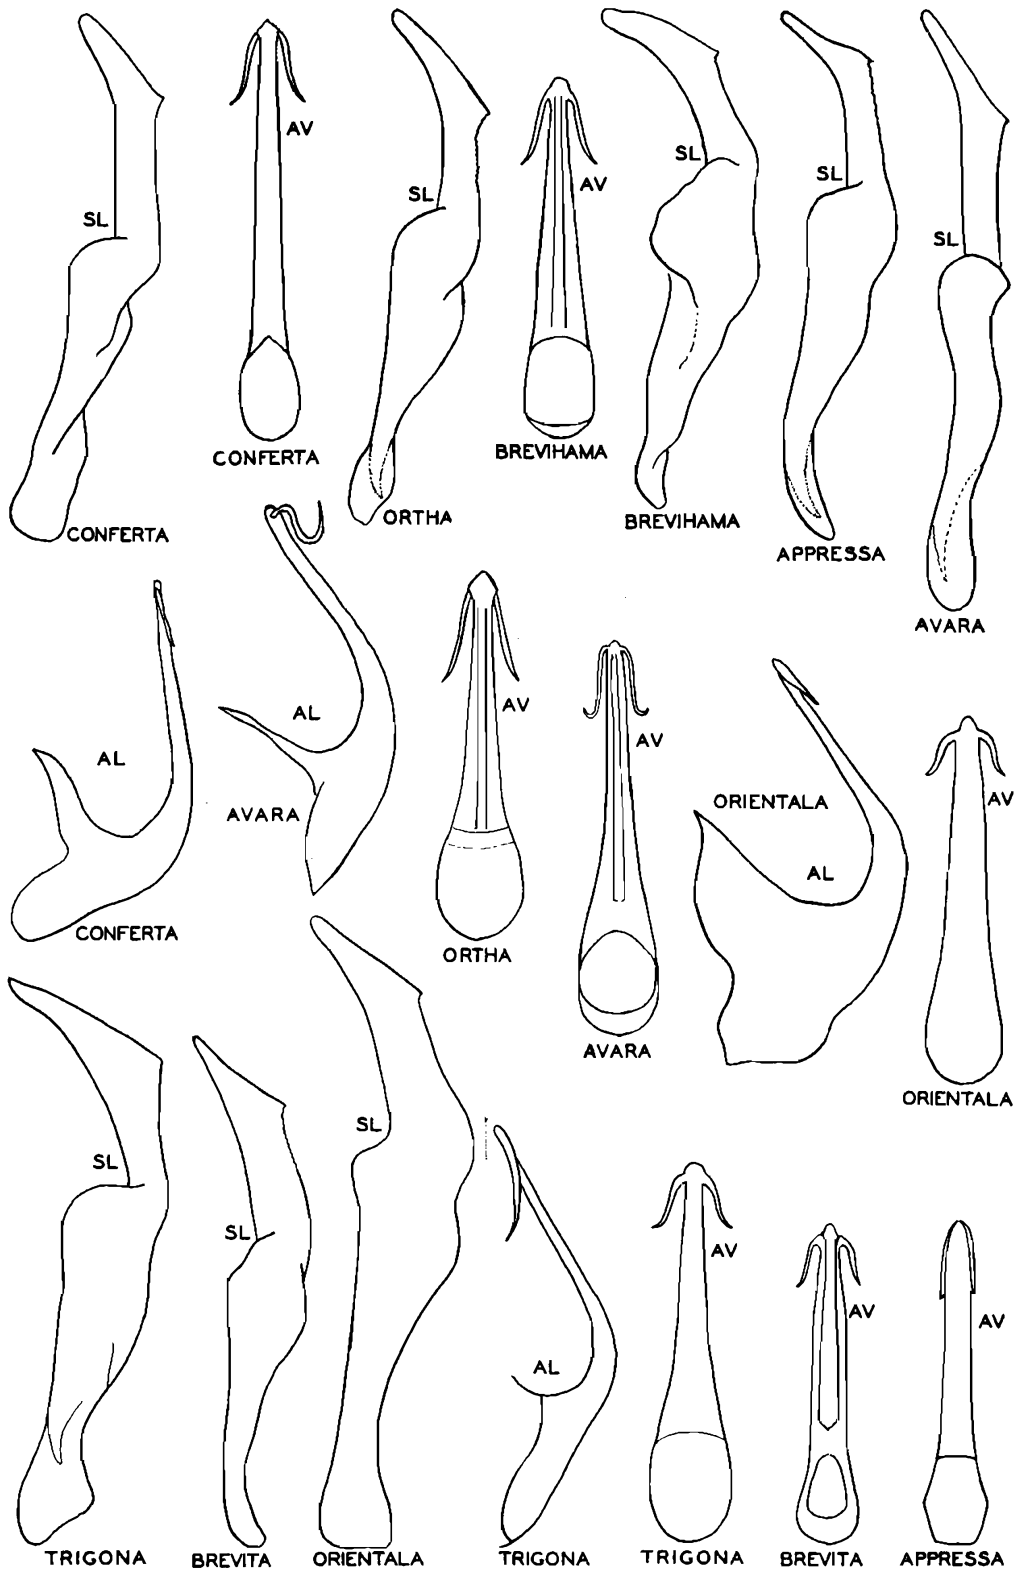 AV
SL
AV
SL
SL
SL
SL
CONFERTA
BREVIHAMA
ORTHA
BREVIHAMA
CONFERTA
APPRESSA
AVARA
AL
AV
AV
AL
ORIENTALA
AV
AVARA
AL
CONFERTA
ORTHA
AVARA
ORIENTALA
SL
SL
SL
AV
AV
AV
AL
TRIGONA
BREVITA
ORIENTALA
TRIGONA
TRIGONA
BREVITA
APPRESSA